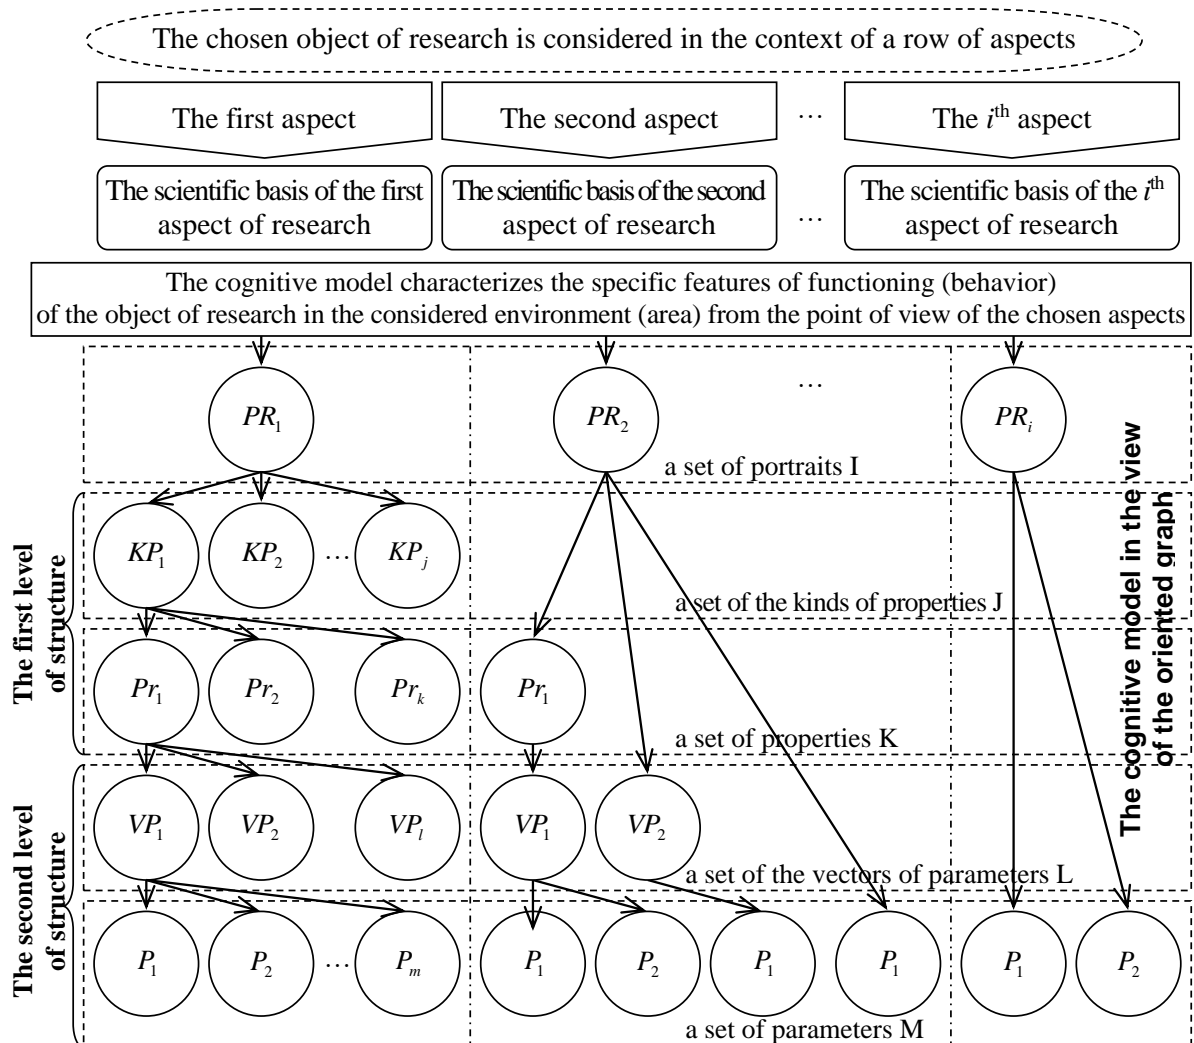 The chosen object of research is considered in the context of a row of aspects
The first aspect
The second aspect
...
The iᵗʰ aspect
The scientific basis of the first
aspect of research
The scientific basis of the second
aspect of research
...
The scientific basis of the iᵗʰ
aspect of research
The cognitive model characterizes the specific features of functioning (behavior)
of the object of research in the considered environment (area) from the point of view of the chosen aspects
PR₁
PR₂
...
PRᵢ
a set of portraits I
The first level
of structure
KP₁
KP₂
...
KPⱼ
a set of the kinds of properties J
Pr₁
Pr₂
Prₖ
Pr₁
a set of properties K
The second level
of structure
VP₁
VP₂
VPₗ
VP₁
VP₂
a set of the vectors of parameters L
P₁
P₂
...
Pₘ
P₁
P₂
P₁
P₁
P₁
P₂
a set of parameters M
The cognitive model in the view
of the oriented graph